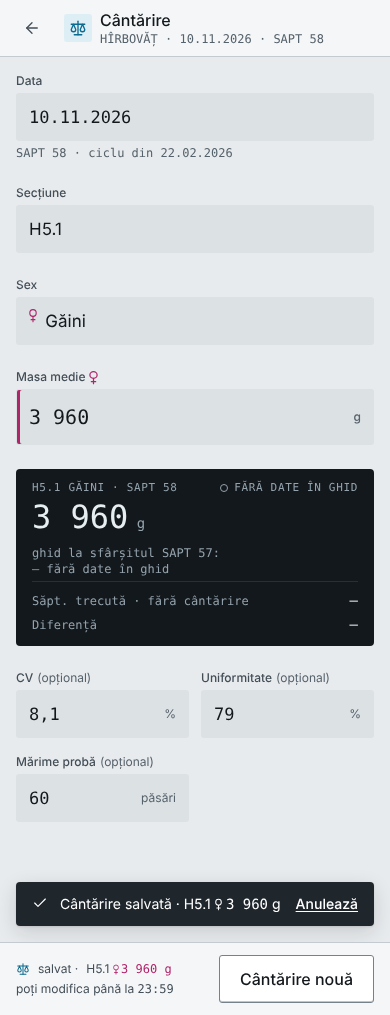 Cântărire
HÎRBOVĂȚ · 10.11.2026 · SAPT 58
Data
10.11.2026
SAPT 58 · ciclu din 22.02.2026
Secțiune
H5.1
Sex
♀ Găini
Masa medie ♀
3 960 g
H5.1 GĂINI · SAPT 58 ○ FĂRĂ DATE ÎN GHID
3 960 g
ghid la sfârșitul SAPT 57:
— fără date în ghid
Săpt. trecută · fără cântărire —
Diferență —
CV (opțional) Uniformitate (opțional)
8,1 % 79 %
Mărime probă (opțional)
60 păsări
Cântărire salvată · H5.1 ♀ 3 960 g Anulează
salvat · H5.1 ♀ 3 960 g
poți modifica până la 23:59
Cântărire nouă